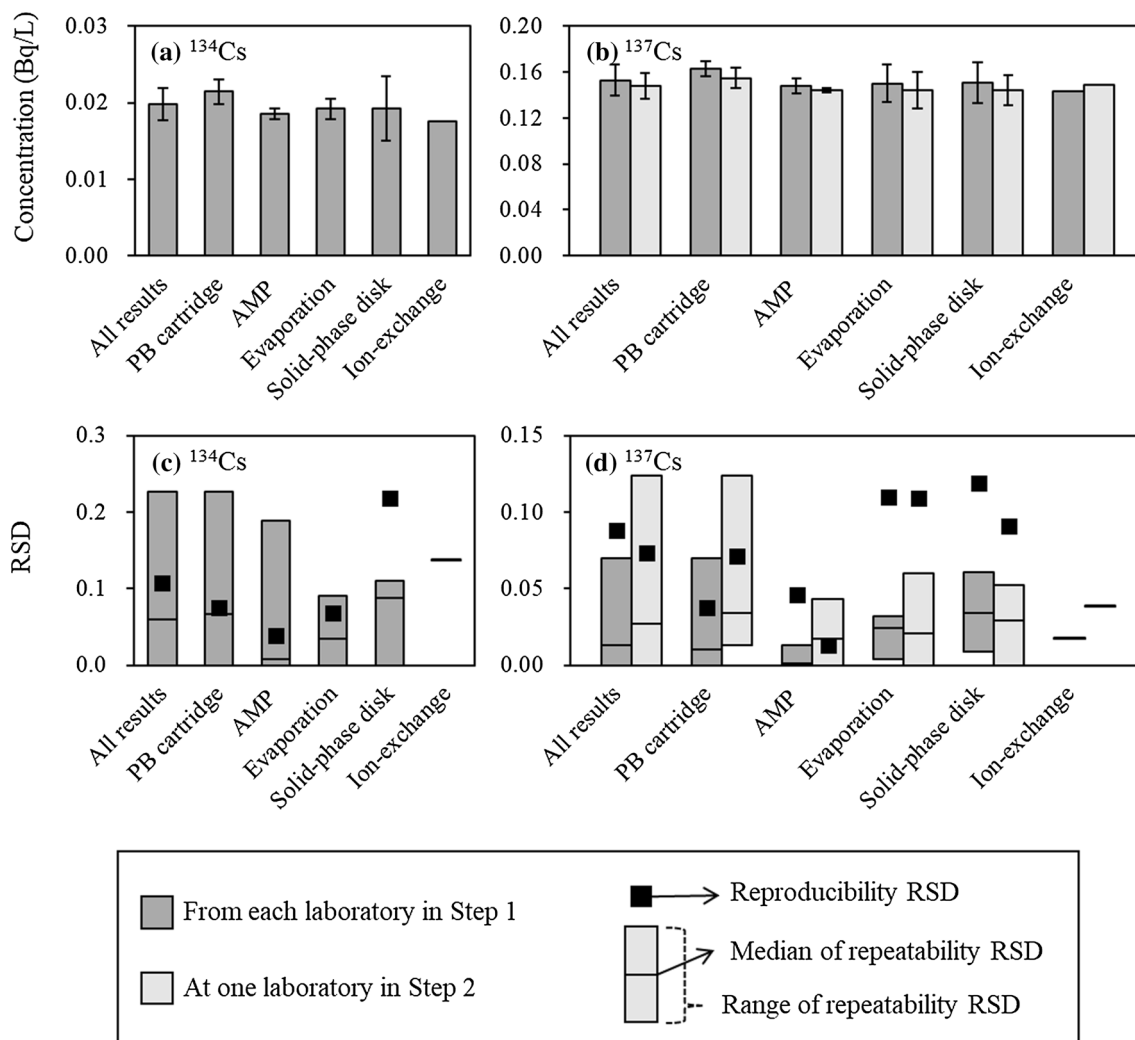 Concentration (Bq/L)
0.03
0.02
0.01
0.00
(a) ¹³⁴Cs
All results
PB cartridge
AMP
Evaporation
Solid-phase disk
Ion-exchange
0.20
0.16
0.12
0.08
0.04
0.00
(b) ¹³⁷Cs
All results
PB cartridge
AMP
Evaporation
Solid-phase disk
Ion-exchange
RSD
0.3
0.2
0.1
0.0
(c) ¹³⁴Cs
All results
PB cartridge
AMP
Evaporation
Solid-phase disk
Ion-exchange
0.15
0.10
0.05
0.00
(d) ¹³⁷Cs
All results
PB cartridge
AMP
Evaporation
Solid-phase disk
Ion-exchange
From each laboratory in Step 1
At one laboratory in Step 2
Reproducibility RSD
Median of repeatability RSD
Range of repeatability RSD